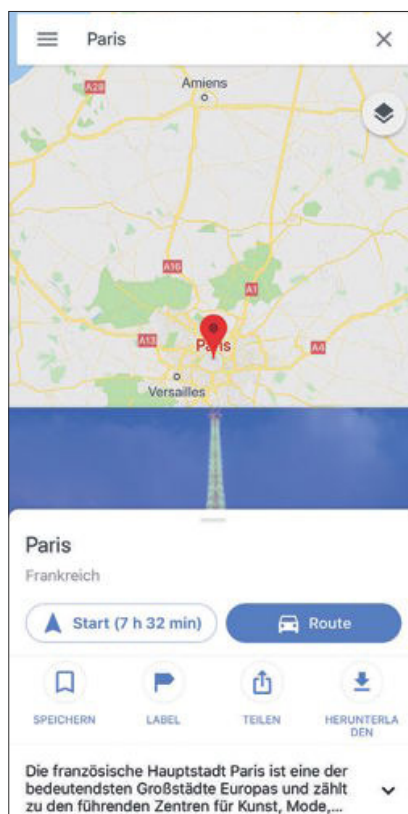 Paris
A29
Amiens
A16
A1
A13
Paris
A4
Versailles
Paris
Frankreich
Start (7 h 32 min)
Route
SPEICHERN
LABEL
TEILEN
HERUNTERLA
DEN
Die französische Hauptstadt Paris ist eine der
bedeutendsten Großstädte Europas und zählt
zu den führenden Zentren für Kunst, Mode,...